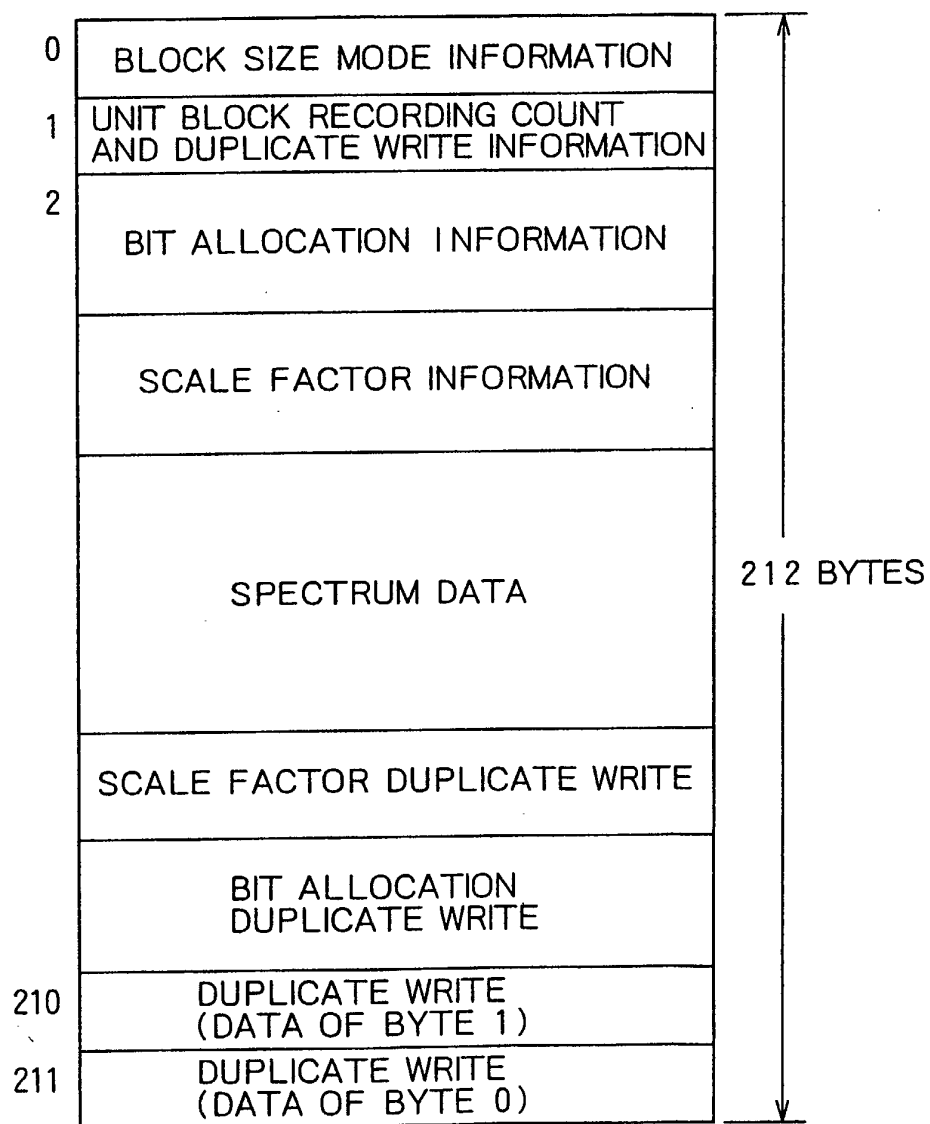 0
BLOCK SIZE MODE INFORMATION
1
UNIT BLOCK RECORDING COUNT
AND DUPLICATE WRITE INFORMATION
2
BIT ALLOCATION INFORMATION
SCALE FACTOR INFORMATION
SPECTRUM DATA
212 BYTES
SCALE FACTOR DUPLICATE WRITE
BIT ALLOCATION
DUPLICATE WRITE
210
DUPLICATE WRITE
(DATA OF BYTE 1)
211
DUPLICATE WRITE
(DATA OF BYTE 0)